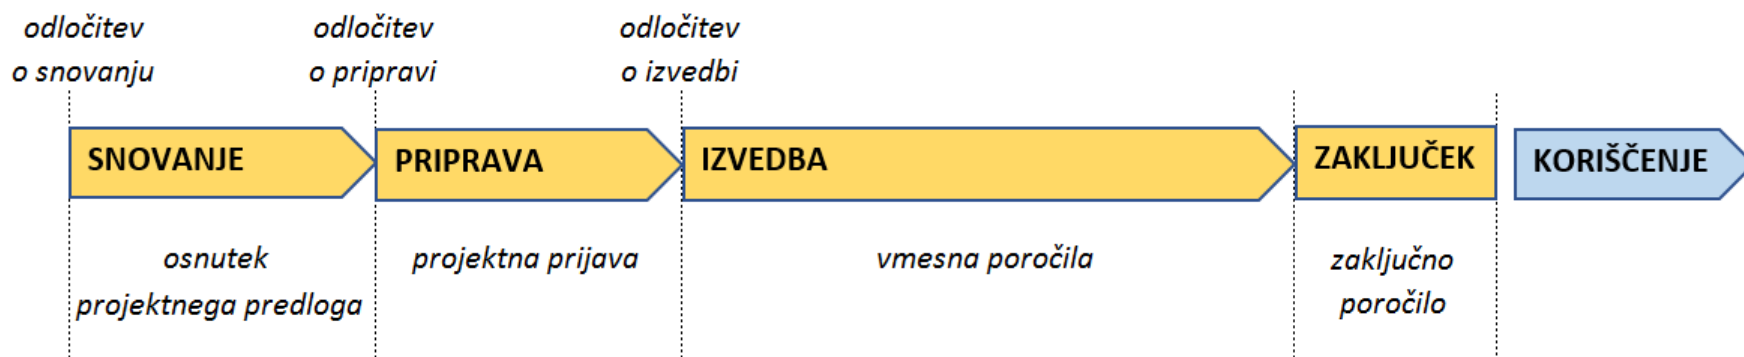 odločitev
o snovanju
odločitev
o pripravi
odločitev
o izvedbi
SNOVANJE
PRIPRAVA
IZVEDBA
ZAKLJUČEK
KORIŠČENJE
osnutek
projektnega predloga
projektna prijava
vmesna poročila
zaključno
poročilo